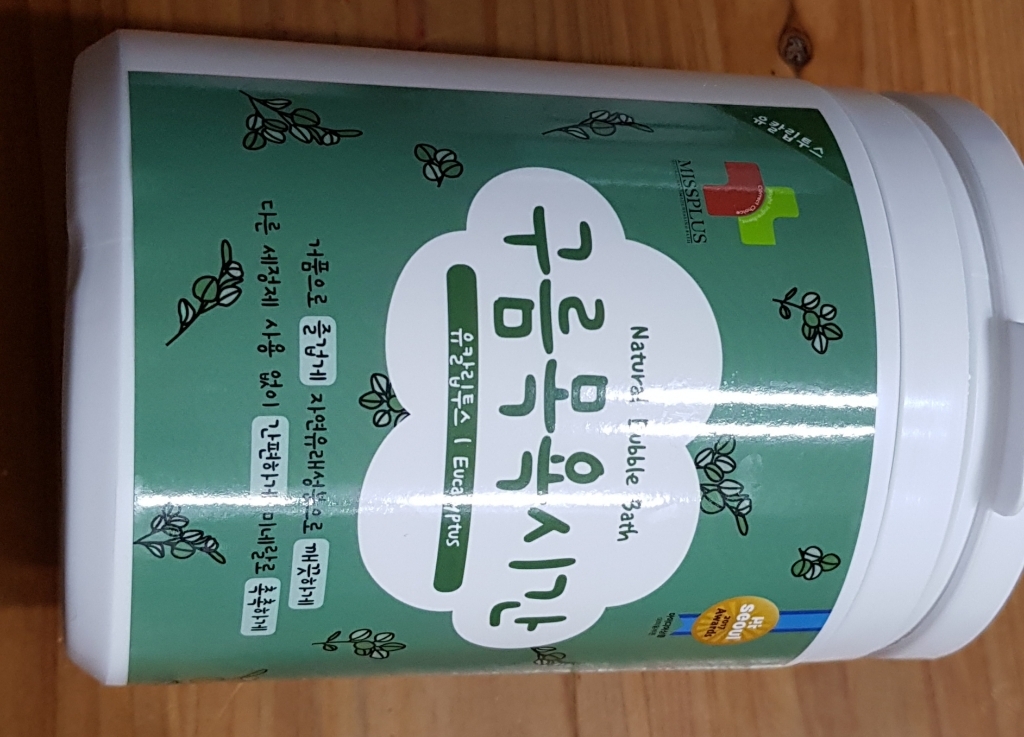 유칼립투스
MISSPLUS
Natural Bubble Bath
구름목욕시간
유칼립투스 | Eucalyptus
거품으로 즐겁게 자연유래성분으로 깨끗하게
다른 세정제 사용 없이 간편하게 미네랄로 촉촉하게
Hit
Seoul
2017
Awards